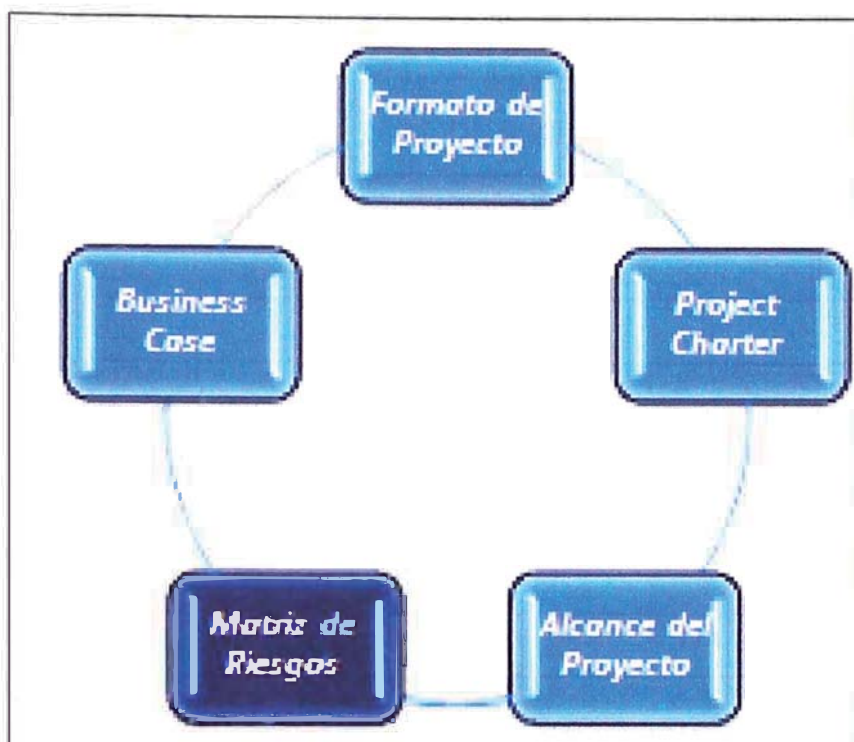 Formato de
Proyecto
Business
Case
Project
Charter
Matriz de
Riesgos
Alcance del
Proyecto